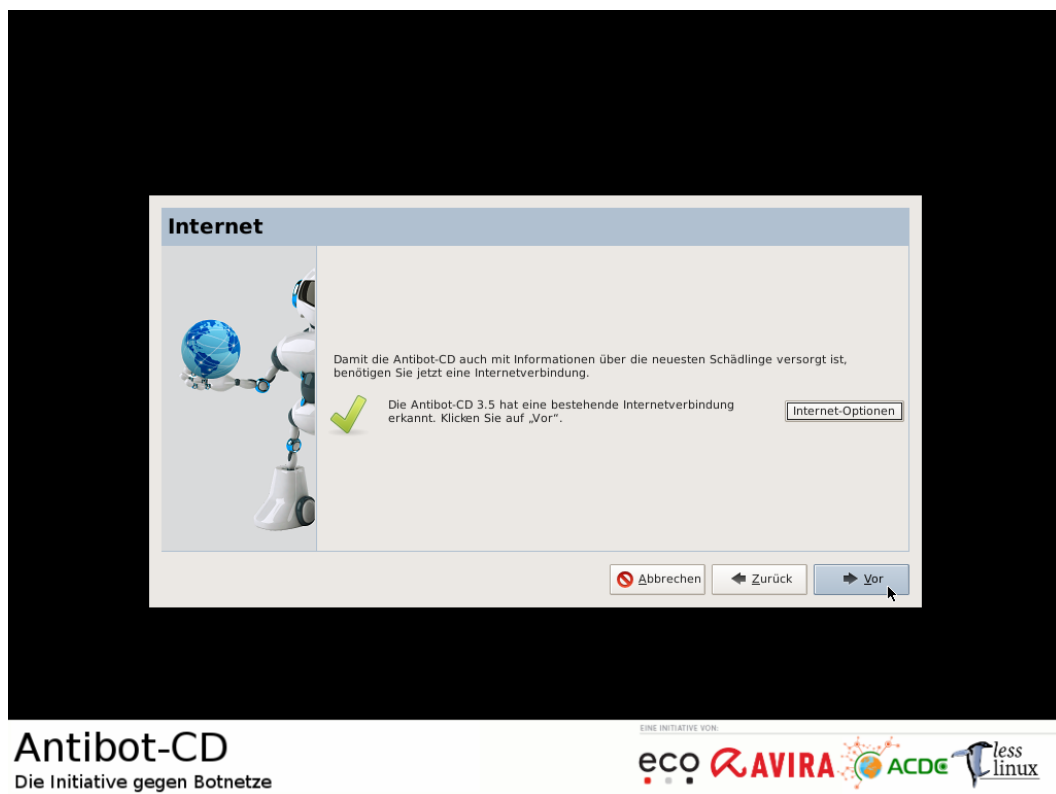 Internet
Damit die Antibot-CD auch mit Informationen über die neuesten Schädlinge versorgt ist,
benötigen Sie jetzt eine Internetverbindung.
Die Antibot-CD 3.5 hat eine bestehende Internetverbindung
erkannt. Klicken Sie auf „Vor“.
Internet-Optionen
Abbrechen
Zurück
Vor
Antibot-CD
Die Initiative gegen Botnetze
EINE INITIATIVE VON:
eco
AVIRA
ACDC
less
linux